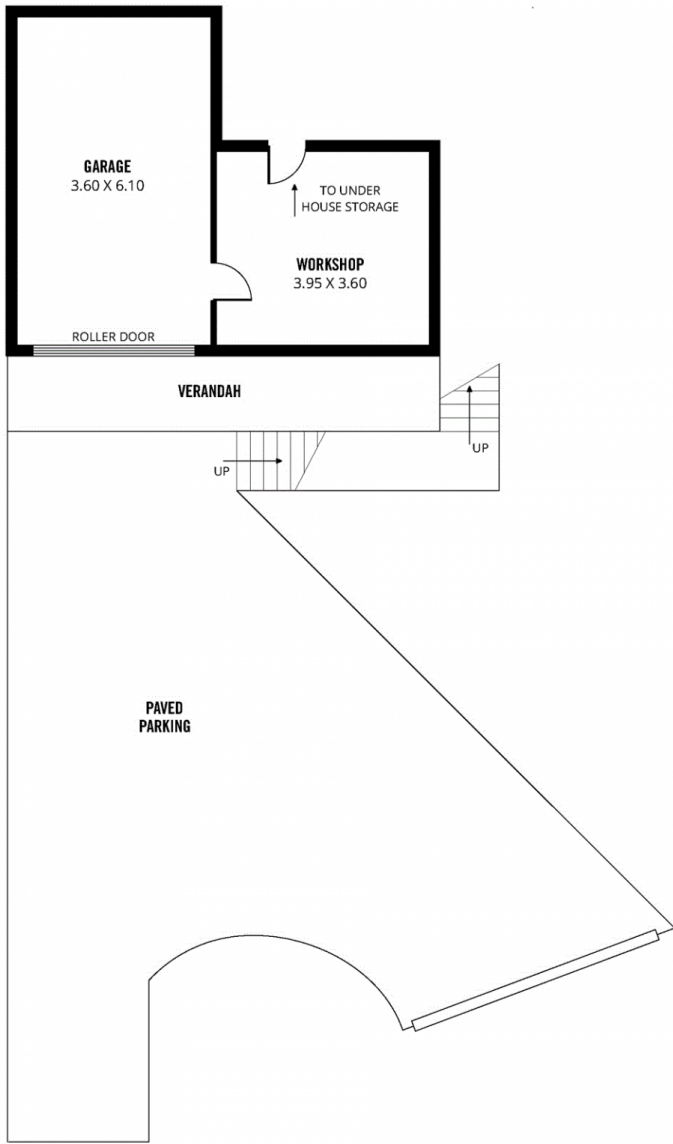 GARAGE
3.60 X 6.10
TO UNDER
HOUSE STORAGE
WORKSHOP
3.95 X 3.60
ROLLER DOOR
VERANDAH
UP
UP
PAVED
PARKING